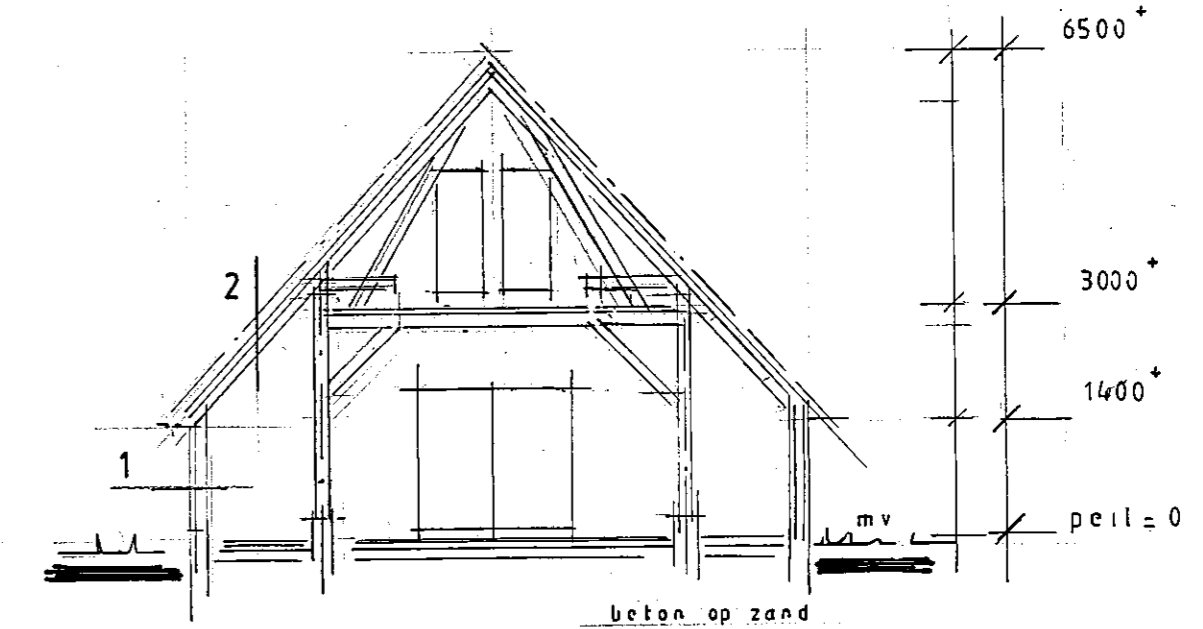 6500+
2
3000+
1400+
1
mv
peil = 0
beton op zand